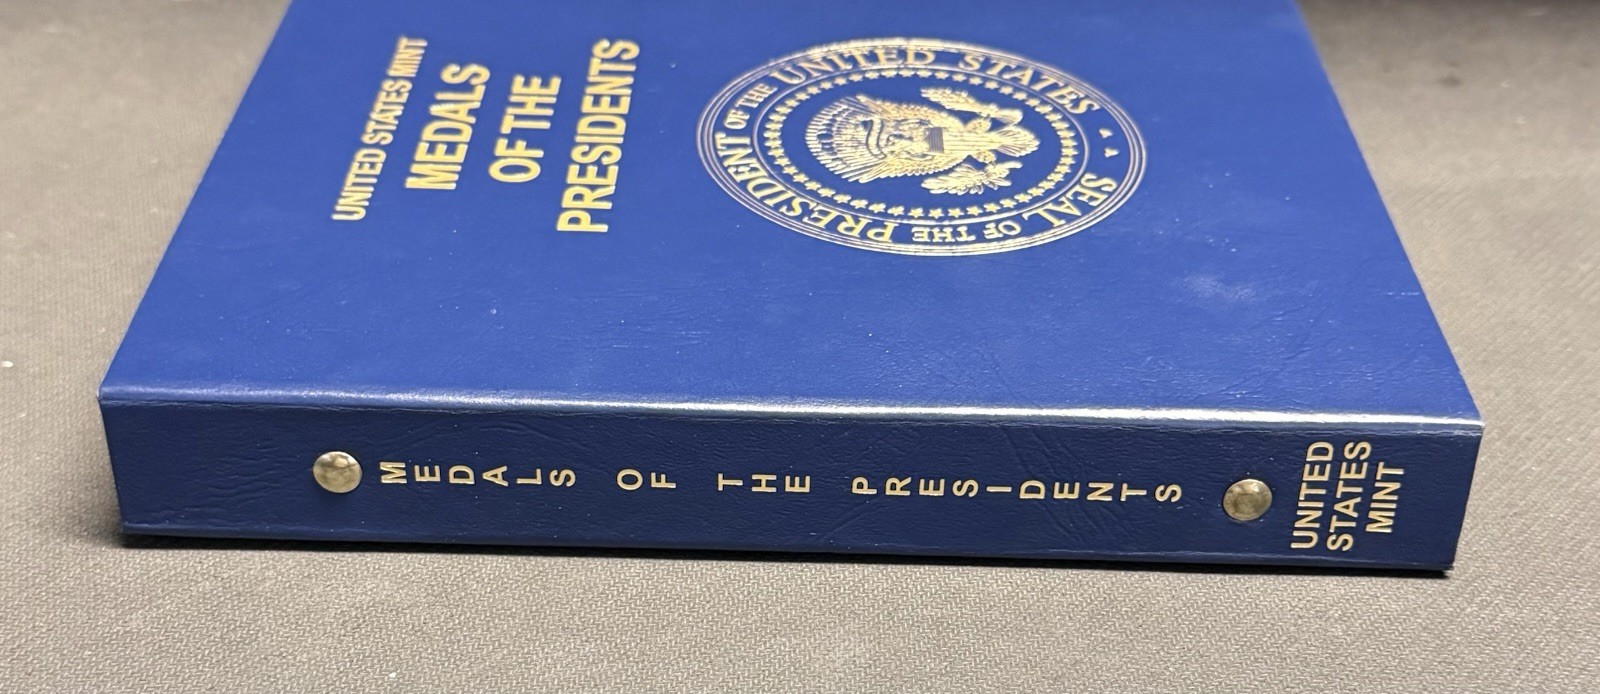 UNITED STATES MINT
MEDALS
OF THE
PRESIDENTS
SEAL OF THE PRESIDENT OF THE UNITED STATES
MEDALS OF THE PRESIDENTS
UNITED
STATES
MINT